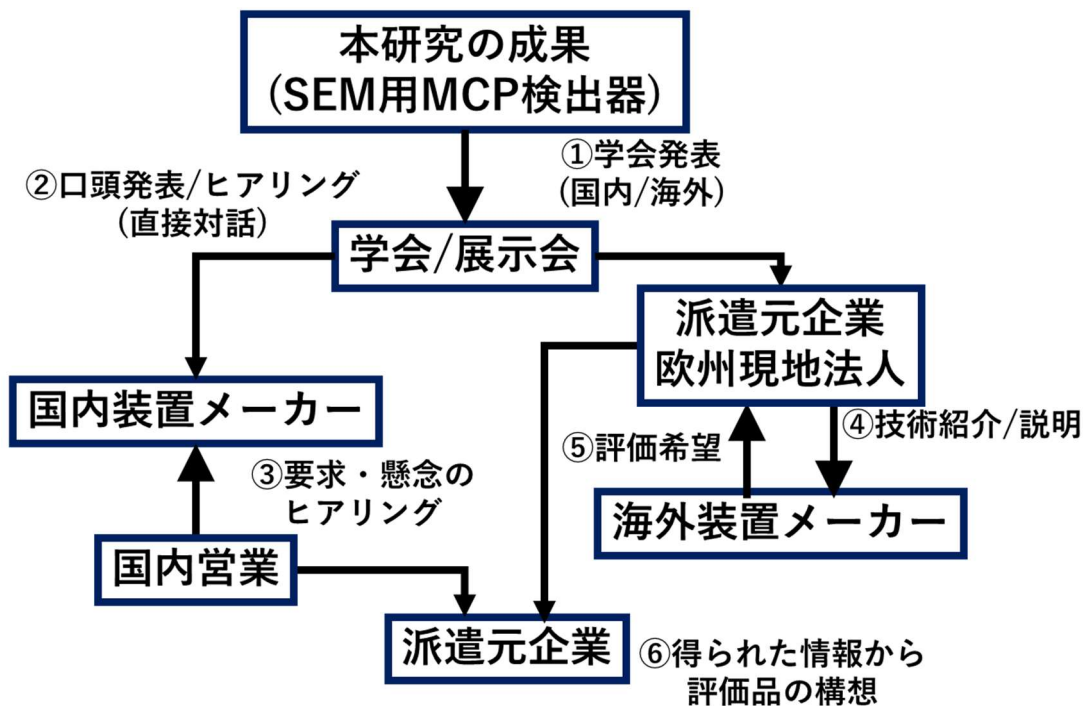 本研究の成果
(SEM用MCP検出器)
①学会発表
(国内/海外)
②口頭発表/ヒアリング
(直接対話)
学会/展示会
派遣元企業
欧州現地法人
国内装置メーカー
④技術紹介/説明
⑤評価希望
③要求・懸念の
ヒアリング
海外装置メーカー
国内営業
派遣元企業
⑥得られた情報から
評価品の構想